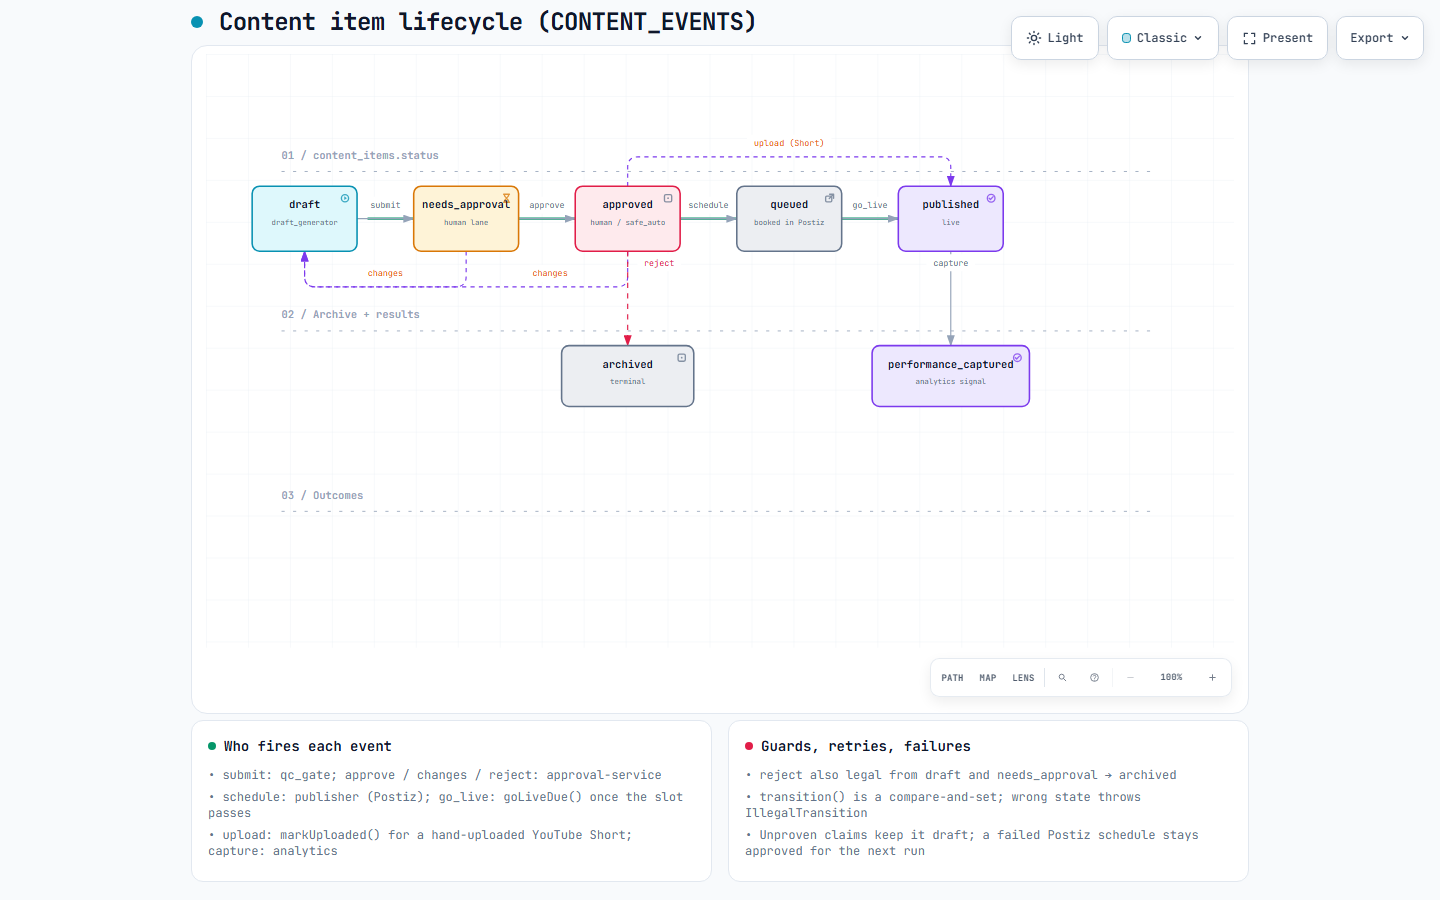 Content item lifecycle (CONTENT_EVENTS)
Light
Classic
Present
Export
upload (Short)
01 / content_items.status
draft
draft_generator
submit
needs_approval
human lane
approve
approved
human / safe_auto
schedule
queued
booked in Postiz
go_live
published
live
changes
changes
reject
capture
02 / Archive + results
archived
terminal
performance_captured
analytics signal
03 / Outcomes
PATH MAP LENS 100%
Who fires each event
• submit: qc_gate; approve / changes / reject: approval-service
• schedule: publisher (Postiz); go_live: goLiveDue() once the slot
passes
• upload: markUploaded() for a hand-uploaded YouTube Short;
capture: analytics
Guards, retries, failures
• reject also legal from draft and needs_approval → archived
• transition() is a compare-and-set; wrong state throws
IllegalTransition
• Unproven claims keep it draft; a failed Postiz schedule stays
approved for the next run